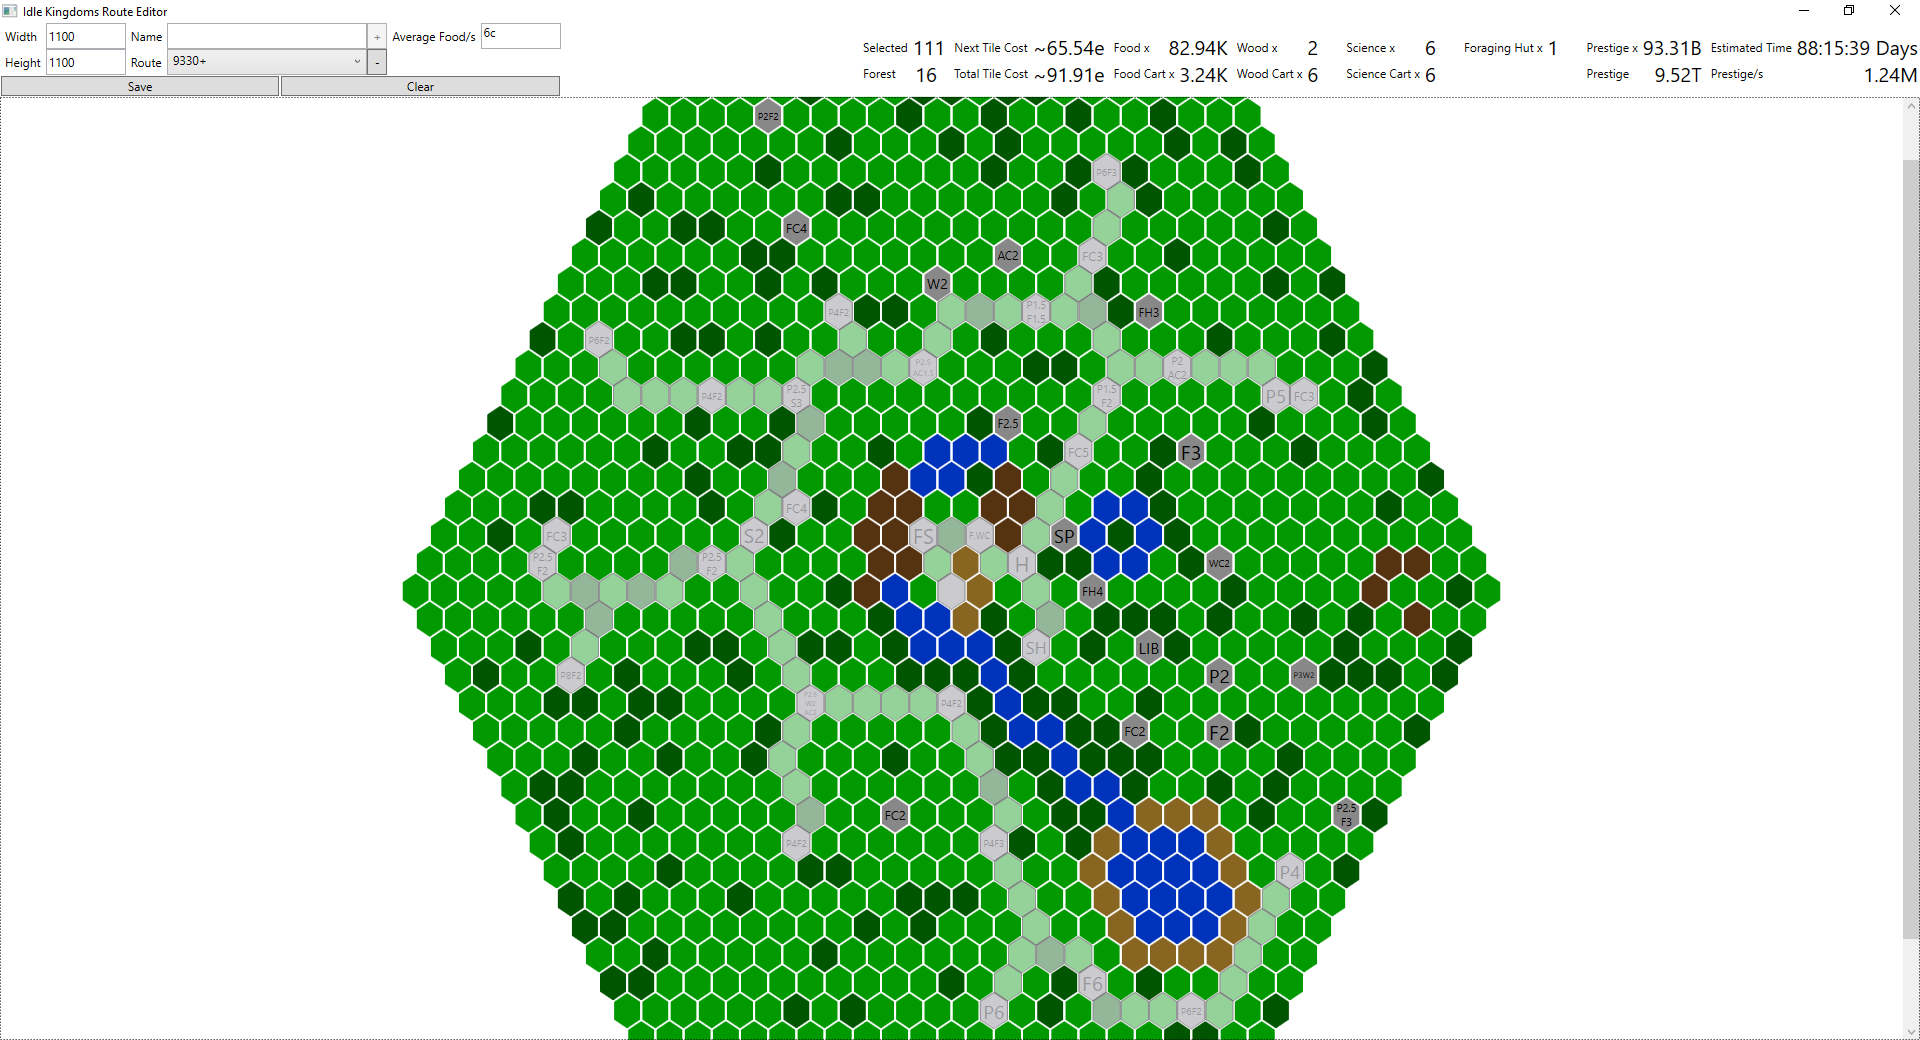 Idle Kingdoms Route Editor
Width 1100 Name + Average Food/s 6c
Height 1100 Route 9330+ -
Save Clear
Selected 111 Next Tile Cost ~65.54e Food x 82.94K Wood x 2 Science x 6 Foraging Hut x 1 Prestige x 93.31B Estimated Time 88:15:39 Days
Forest 16 Total Tile Cost ~91.91e Food Cart x 3.24K Wood Cart x 6 Science Cart x 6 Prestige 9.52T Prestige/s 1.24M
P2F2
P6F3
FC4
AC2 FC3
W2
P4F2 P1.5 F1.5 FH3
P6F2
P2.5 AC1.5 P2 AC2
P4F2 P2.5 S3 P1.5 F2 P5 FC3
F2.5
FC5 F3
FC4
FC3 S2 FS F.WC SP
P2.5 F2 P2.5 F2 H WC2
FH4
SH LIB
P8F2 P2 P3W2
P2.5 W2 AC2 P4F2
FC2 F2
FC2 P2.5 F3
P4F2 P4F3
P4
F6
P6 P6F2